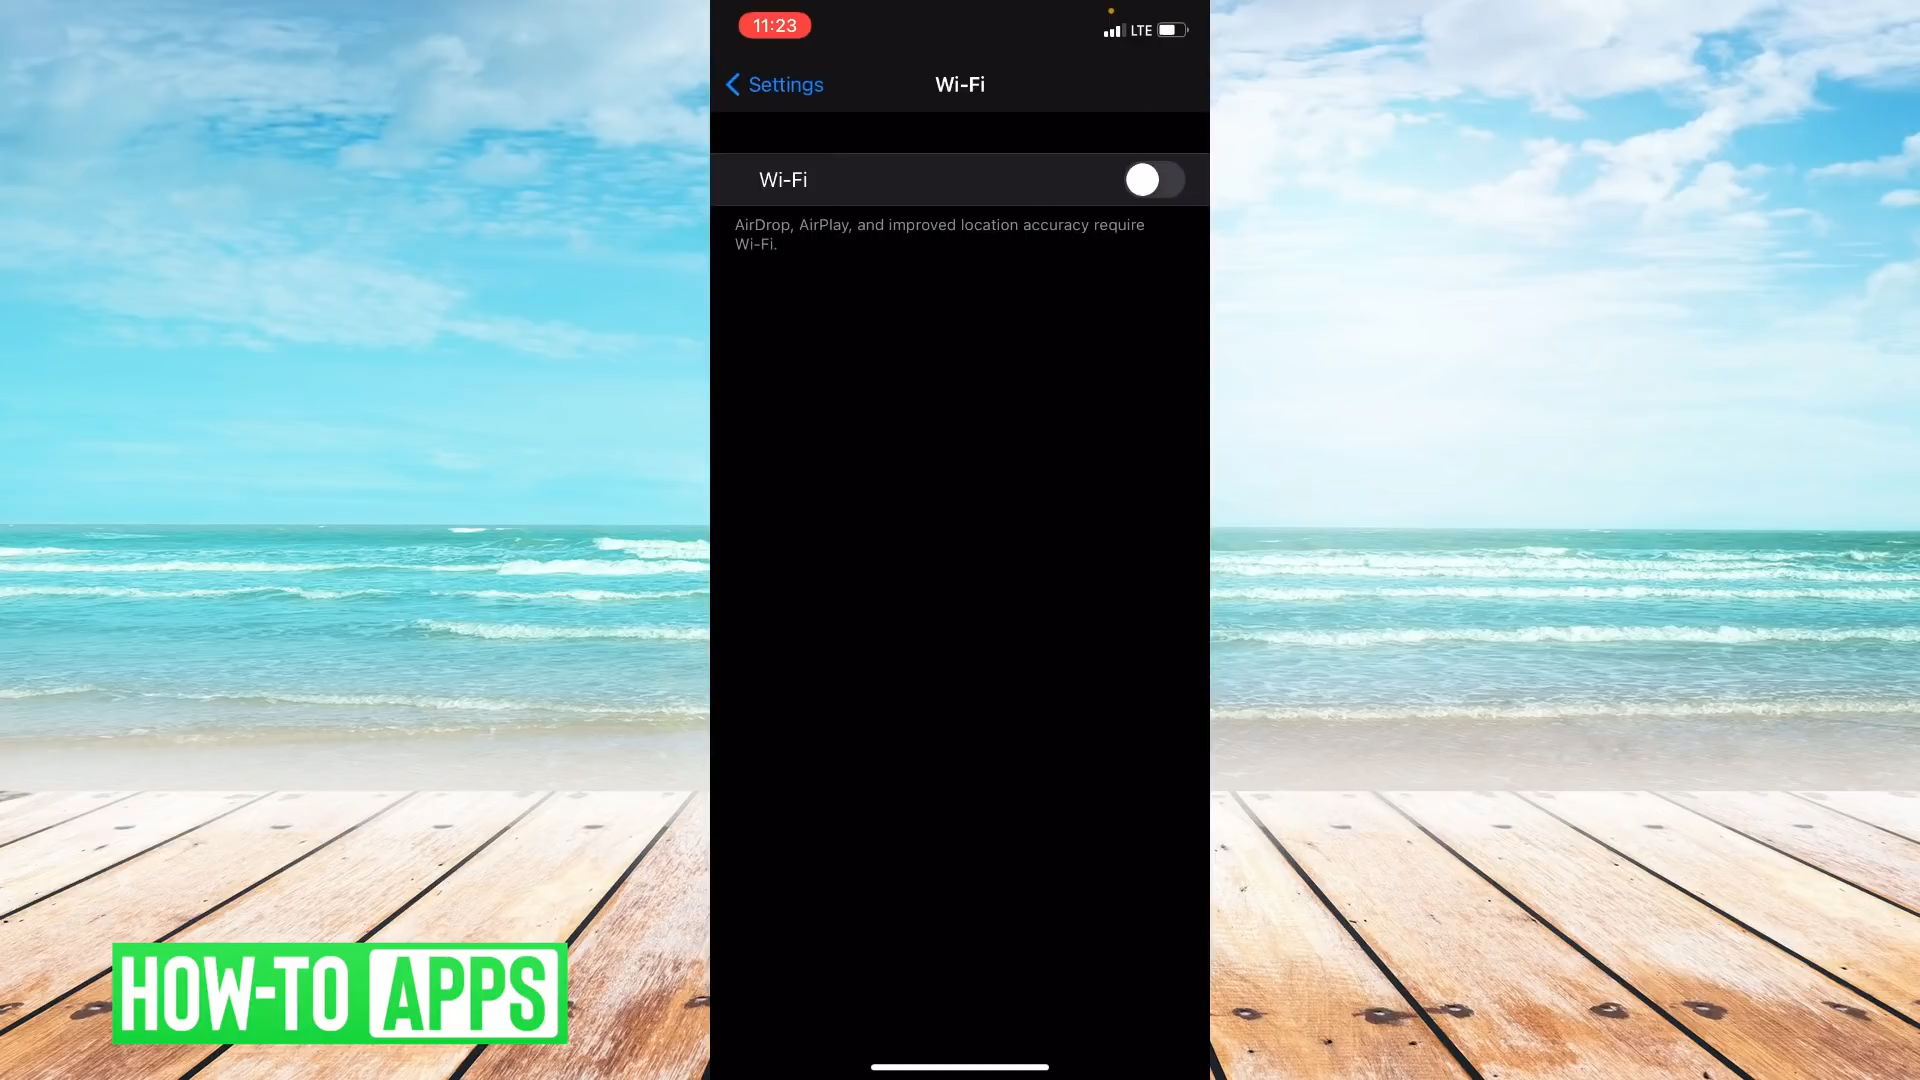 11:23
LTE
Settings
Wi-Fi
Wi-Fi
AirDrop, AirPlay, and improved location accuracy require
Wi-Fi.
HOW-TO APPS